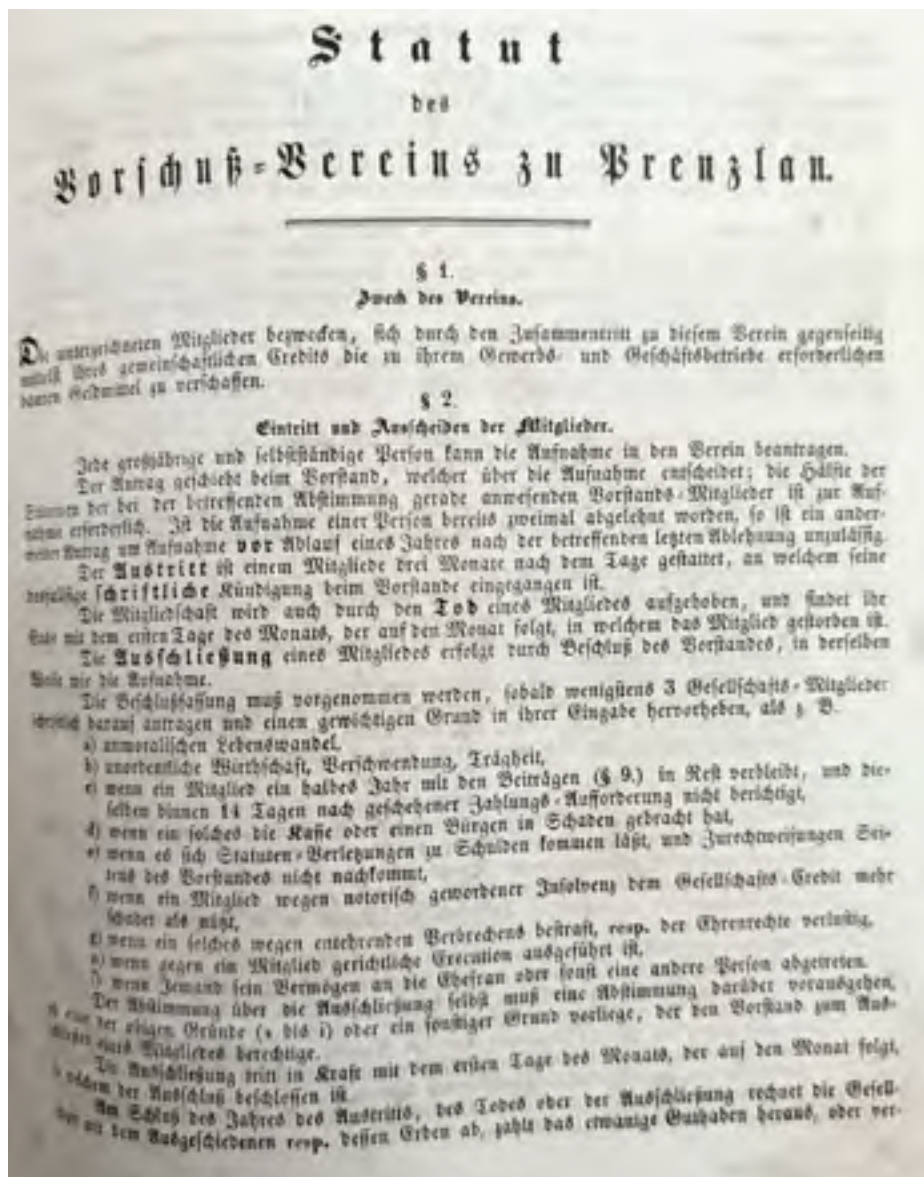 Statut
des
Vorschuß-Vereins zu Prenzlau.
§ 1.
Zweck des Vereins.
Die unterzeichneten Mitglieder bezwecken, sich durch den Zusammentritt zu diesem Verein gegenseitig
mittelst ihres gemeinschaftlichen Credits die zu ihrem Gewerbs- und Geschäftsbetriebe erforderlichen
baaren Geldmittel zu verschaffen.
§ 2.
Eintritt und Ausscheiden der Mitglieder.
Jede großjährige und selbstständige Person kann die Aufnahme in den Verein beantragen.
Der Antrag geschieht beim Vorstand, welcher über die Aufnahme entscheidet; die Hälfte der
Stimmen der bei der betreffenden Abstimmung gerade anwesenden Vorstands-Mitglieder ist zur Auf-
nahme erforderlich. Ist die Aufnahme einer Person bereits zweimal abgelehnt worden, so ist ein ander-
weiter Antrag um Aufnahme vor Ablauf eines Jahres nach der betreffenden letzten Ablehnung unzulässig
Der Austritt ist einem Mitgliede drei Monate nach dem Tage gestattet, an welchem seine
desfallsige schriftliche Kündigung beim Vorstande eingegangen ist.
Die Mitgliedschaft wird auch durch den Tod eines Mitgliedes aufgehoben, und findet ihr
Ende mit dem ersten Tage des Monats, der auf den Monat folgt, in welchem das Mitglied gestorben ist.
Die Ausschließung eines Mitgliedes erfolgt durch Beschluß des Vorstandes, in derselben
Weise wie die Aufnahme.
Die Beschlußfassung muß vorgenommen werden, sobald wenigstens 3 Gesellschafts-Mitglieder
schriftlich darauf antragen und einen gewichtigen Grund in ihrer Eingabe hervorheben, als z. B.
a) unmoralischen Lebenswandel,
b) unordentliche Wirthschaft, Verschwendung, Trägheit,
c) wenn ein Mitglied ein halbes Jahr mit den Beiträgen (§ 9.) in Rest verbleibt, und die-
selben binnen 14 Tagen nach geschehener Zahlungs-Aufforderung nicht berichtigt,
d) wenn ein solches die Kasse oder einen Bürgen in Schaden gebracht hat,
e) wenn es sich Statuten-Verletzungen zu Schulden kommen läßt, und Zurechtweisungen Sei-
tens des Vorstandes nicht nachkommt,
f) wenn ein Mitglied wegen notorisch gewordener Insolvenz dem Gesellschafts-Credit mehr
schadet als nützt,
g) wenn ein solches wegen entehrenden Verbrechens bestraft, resp. der Ehrenrechte verlustig,
h) wenn gegen ein Mitglied gerichtliche Execution ausgeführt ist,
i) wenn Jemand sein Vermögen an die Ehefrau oder sonst eine andere Person abgetreten.
Der Abstimmung über die Ausschließung selbst muß eine Abstimmung darüber vorausgehen,
ob einer der obigen Gründe (a bis i) oder ein sonstiger Grund vorliege, der den Vorstand zum Aus-
schließen eines Mitgliedes berechtige.
Die Ausschließung tritt in Kraft mit dem ersten Tage des Monats, der auf den Monat folgt,
in welchem der Ausschluß beschlossen ist.
Am Schluß des Jahres des Austritts, des Todes oder der Ausschließung rechnet die Gesell-
schaft mit dem Ausgeschiedenen resp. dessen Erben ab, zahlt das etwanige Guthaben heraus, oder ver-